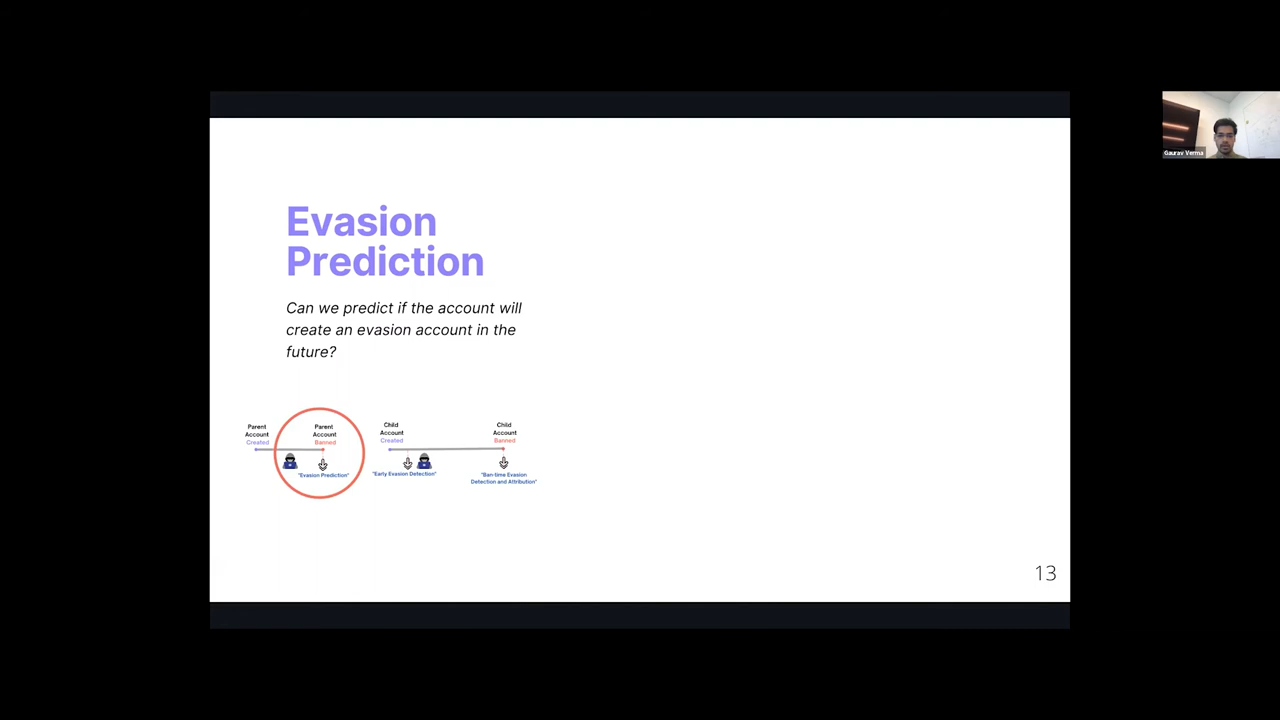 Evasion
Prediction
Can we predict if the account will
create an evasion account in the
future?
Parent
Account
Created
Parent
Account
Banned
"Evasion Prediction"
Child
Account
Created
"Early Evasion Detection"
Child
Account
Banned
"Ban-time Evasion
Detection and Attribution"
13
Gaurav Verma